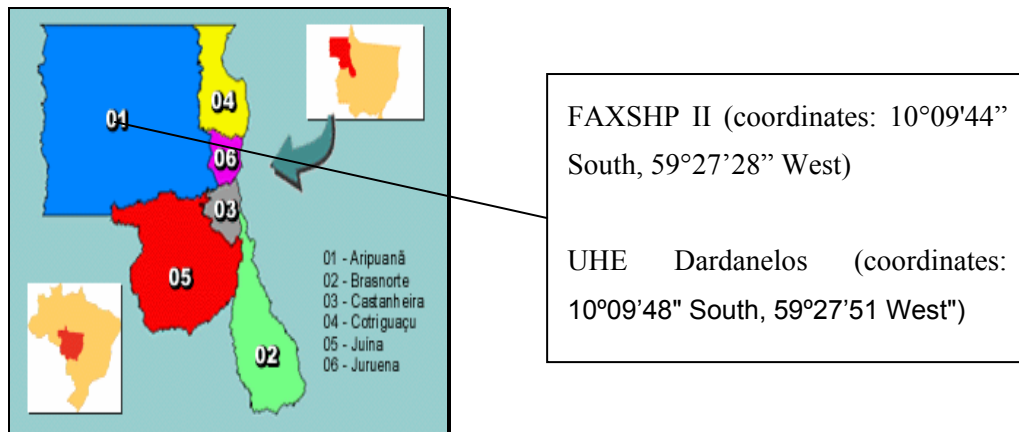 04
01
06
03
05
02
01 - Aripuanã
02 - Brasnorte
03 - Castanheira
04 - Cotriguaçu
05 - Juína
06 - Juruena
FAXSHP II (coordinates: 10°09'44”
South, 59°27’28” West)
UHE Dardanelos (coordinates:
10º09’48" South, 59º27’51 West")